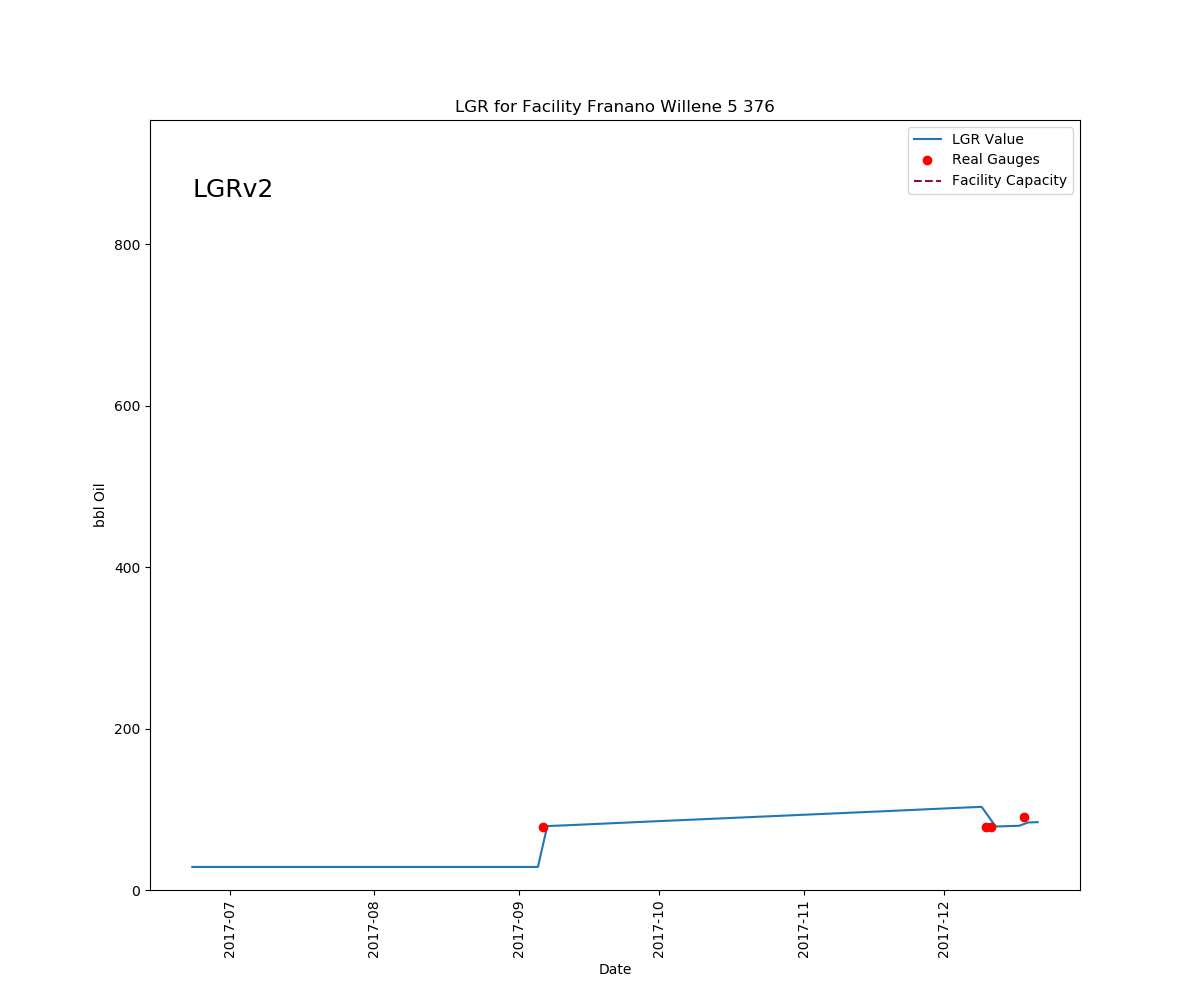 LGR for Facility Franano Willene 5 376
LGRv2
LGR Value
Real Gauges
Facility Capacity
800
600
400
200
0
bbl Oil
2017-07
2017-08
2017-09
2017-10
2017-11
2017-12
Date